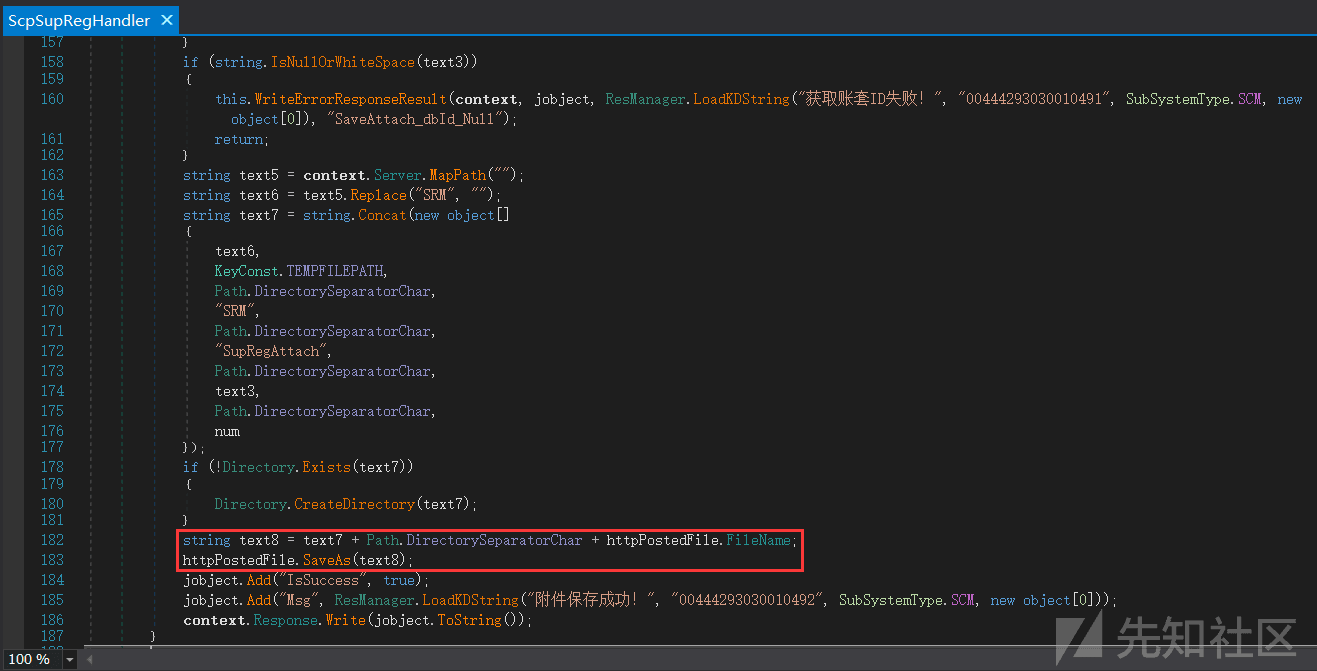 ScpSupRegHandler ×
157 }
158 if (string.IsNullOrWhiteSpace(text3))
159 {
160 this.WriteErrorResponseResult(context, jobject, ResManager.LoadKDString("获取账套ID失败！", "00444293030010491", SubSystemType.SCM, new
object[0]), "SaveAttach_dbId_Null");
161 return;
162 }
163 string text5 = context.Server.MapPath("");
164 string text6 = text5.Replace("SRM", "");
165 string text7 = string.Concat(new object[]
166 {
167 text6,
168 KeyConst.TEMPFILEPATH,
169 Path.DirectorySeparatorChar,
170 "SRM",
171 Path.DirectorySeparatorChar,
172 "SupRegAttach",
173 Path.DirectorySeparatorChar,
174 text3,
175 Path.DirectorySeparatorChar,
176 num
177 });
178 if (!Directory.Exists(text7))
179 {
180 Directory.CreateDirectory(text7);
181 }
182 string text8 = text7 + Path.DirectorySeparatorChar + httpPostedFile.FileName;
183 httpPostedFile.SaveAs(text8);
184 jobject.Add("IsSuccess", true);
185 jobject.Add("Msg", ResManager.LoadKDString("附件保存成功！", "00444293030010492", SubSystemType.SCM, new object[0]));
186 context.Response.Write(jobject.ToString());
187 }
100 %
先知社区